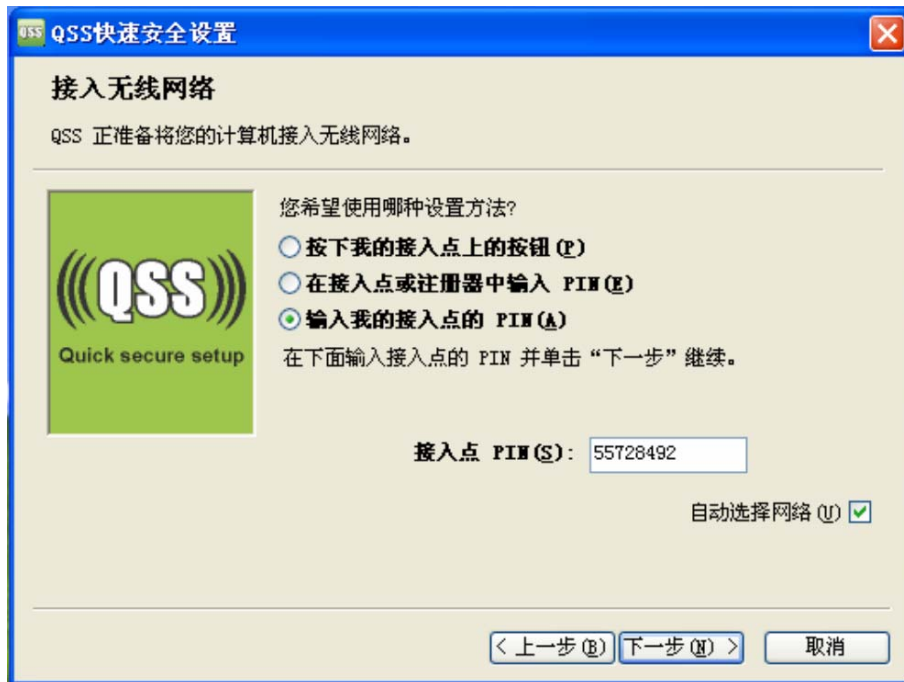 QSS QSS快速安全设置
接入无线网络
QSS 正准备将您的计算机接入无线网络。
您希望使用哪种设置方法?
按下我的接入点上的按钮(P)
在接入点或注册器中输入 PIN(E)
输入我的接入点的 PIN(A)
在下面输入接入点的 PIN 并单击“下一步”继续。
(((QSS)))
Quick secure setup
接入点 PIN(S): 55728492
自动选择网络(U)
< 上一步(B) 下一步(N) > 取消